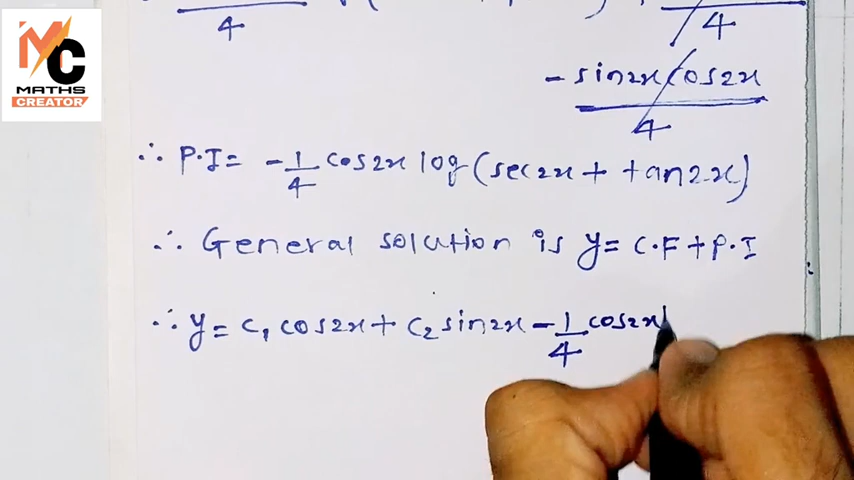 MC
MATHS
CREATOR
4
4
- sin2x cos2x
4
∴ P.I = - 1/4 cos2x log(sec2x + tan2x)
∴ General solution is y = C.F + P.I
∴ y = c₁ cos2x + c₂ sin2x - 1/4 cos2x